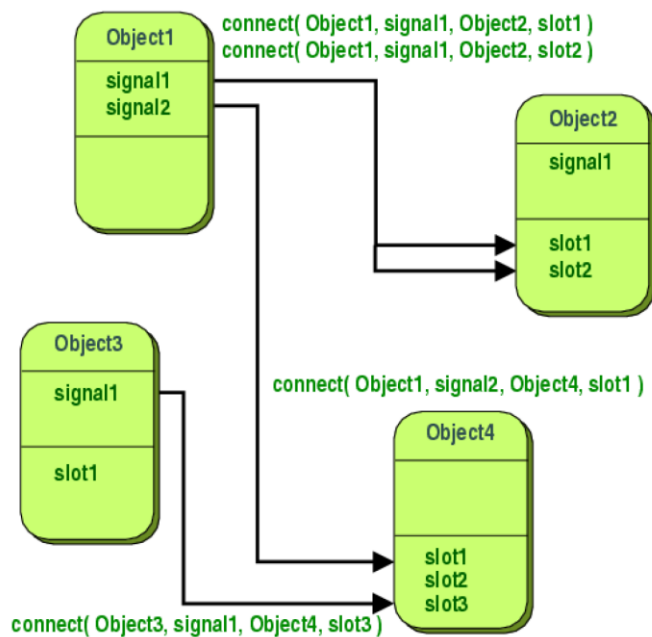 Object1
signal1
signal2
connect( Object1, signal1, Object2, slot1 )
connect( Object1, signal1, Object2, slot2 )
Object2
signal1
slot1
slot2
Object3
signal1
slot1
connect( Object1, signal2, Object4, slot1 )
Object4
slot1
slot2
slot3
connect( Object3, signal1, Object4, slot3 )